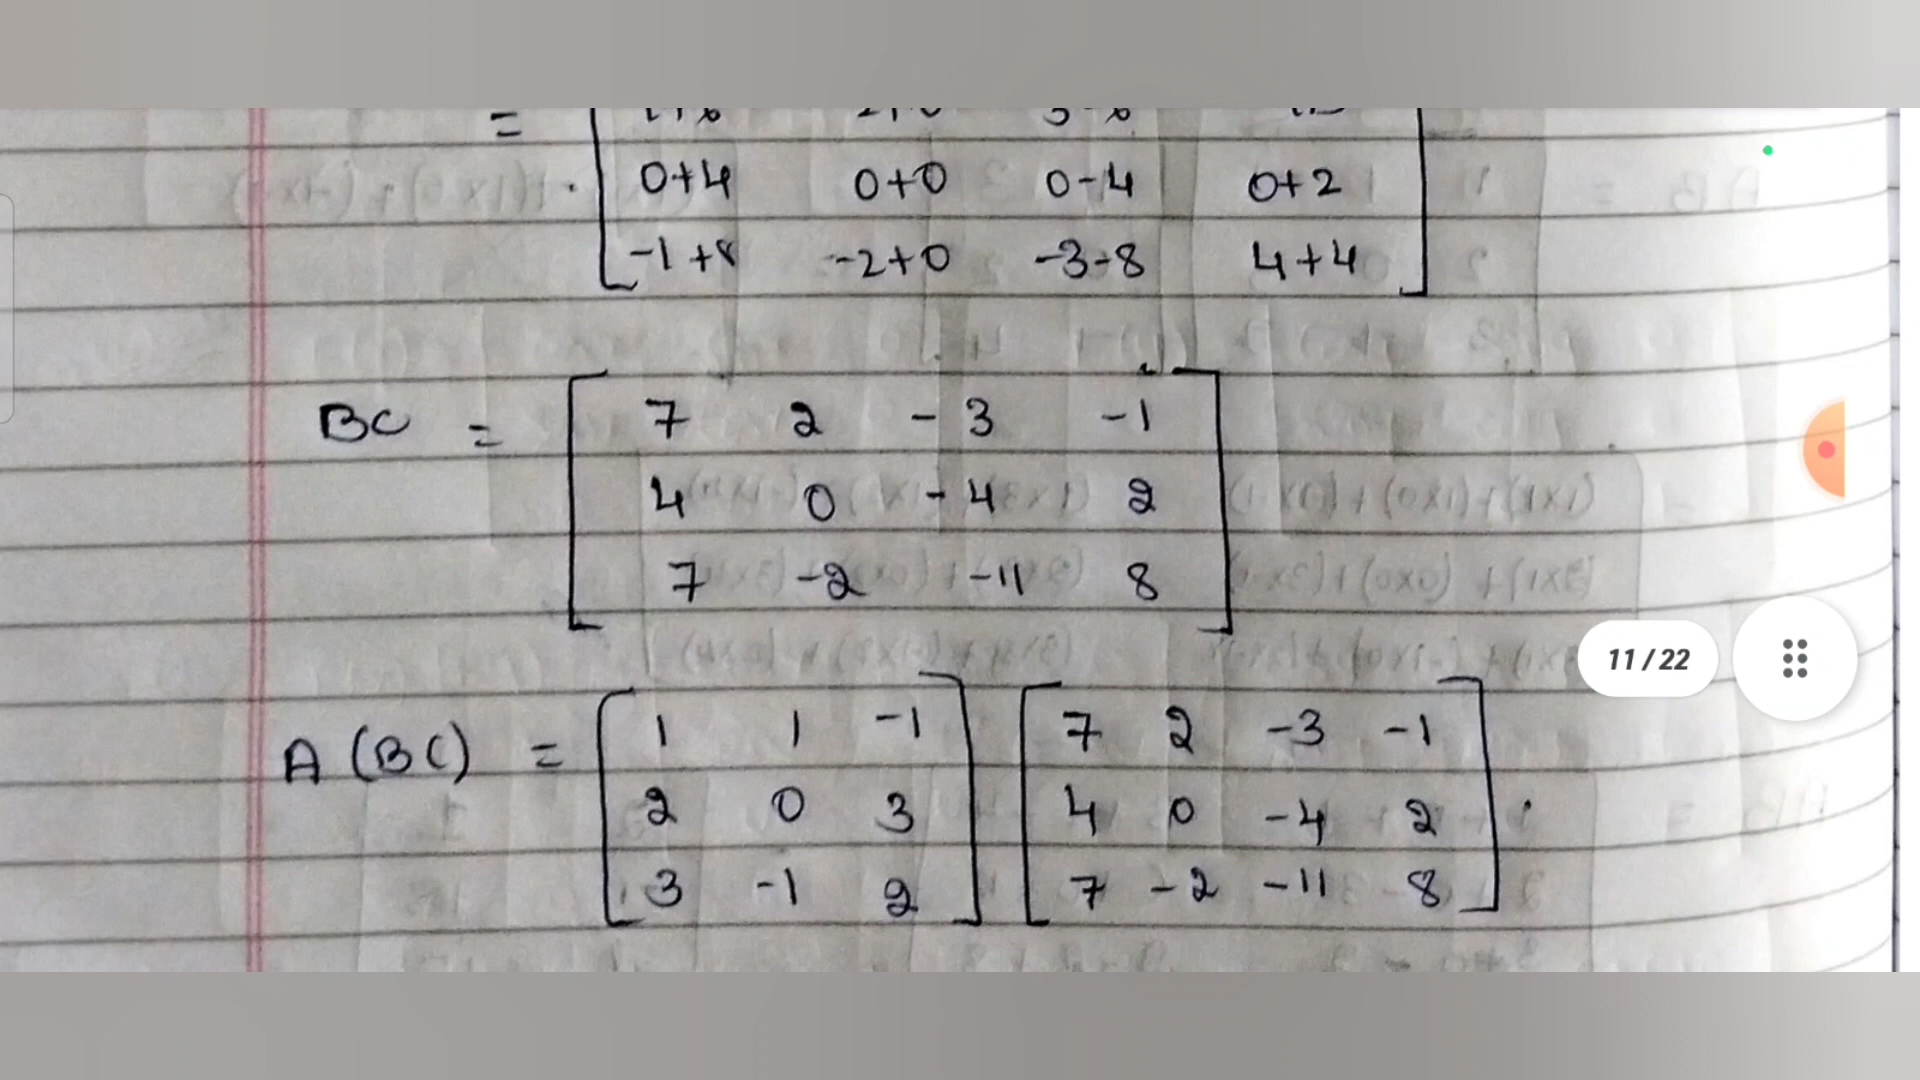 =
0+4 0+0 0-4 0+2
-1+8 -2+0 -3-8 4+4
BC = 7 2 -3 -1
4 0 -4 2
7 -2 -11 8
11 / 22
A (BC) = 1 1 -1 7 2 -3 -1
2 0 3 4 0 -4 2
3 -1 2 7 -2 -11 8